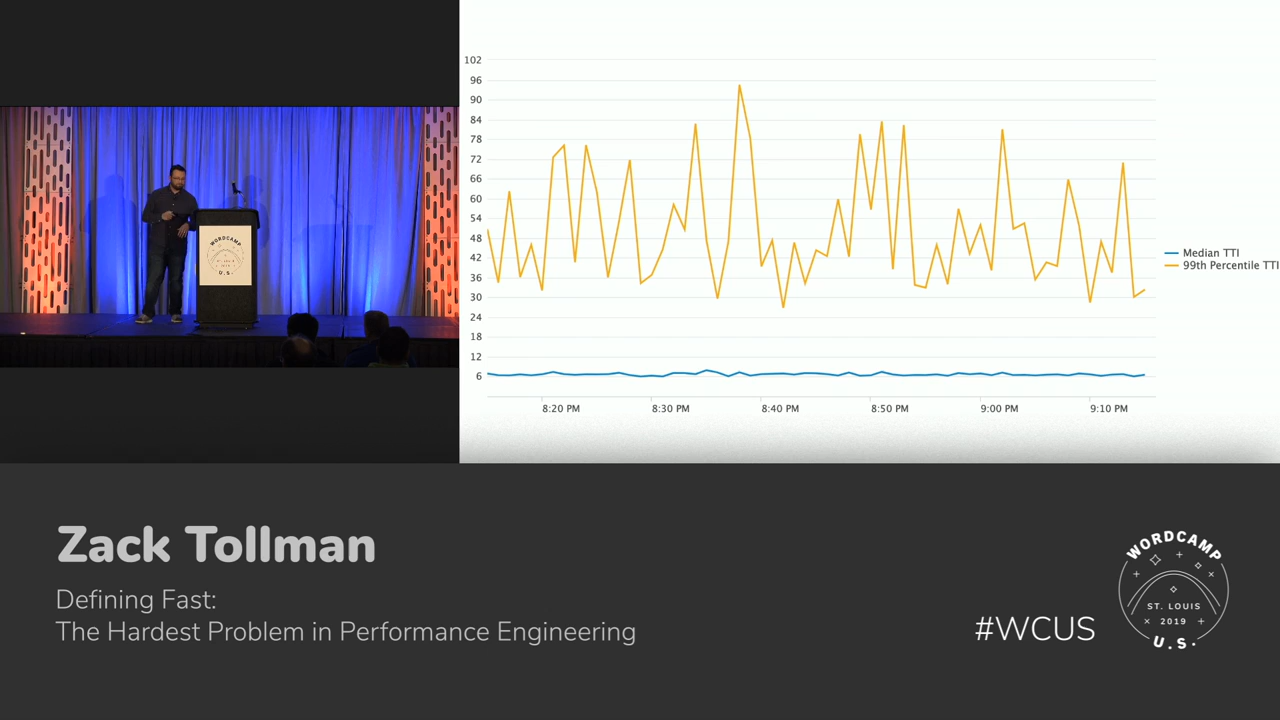 102
96
90
84
78
72
66
60
54
48
42
36
30
24
18
12
6
8:20 PM
8:30 PM
8:40 PM
8:50 PM
9:00 PM
9:10 PM
Median TTI
99th Percentile TTI
WORDCAMP
U.S.
Zack Tollman
Defining Fast:
The Hardest Problem in Performance Engineering
#WCUS
WORDCAMP
ST. LOUIS
2019
U.S.